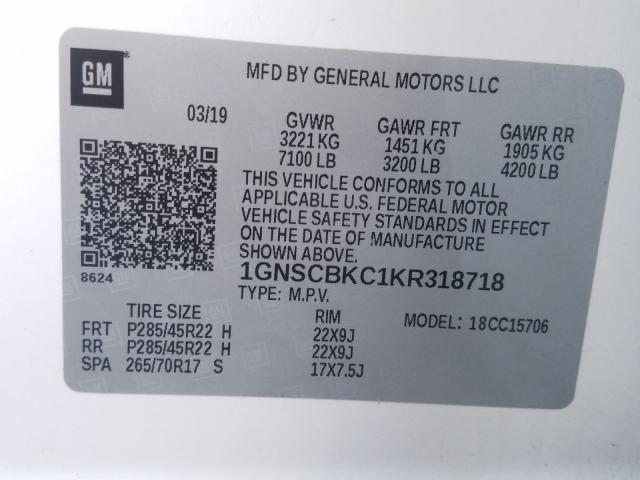 GM
MFD BY GENERAL MOTORS LLC
03/19
GVWR GAWR FRT GAWR RR
3221 KG 1451 KG 1905 KG
7100 LB 3200 LB 4200 LB
THIS VEHICLE CONFORMS TO ALL
APPLICABLE U.S. FEDERAL MOTOR
VEHICLE SAFETY STANDARDS IN EFFECT
ON THE DATE OF MANUFACTURE
SHOWN ABOVE.
8624
1GNSCBKC1KR318718
TYPE: M.P.V.
TIRE SIZE RIM MODEL: 18CC15706
FRT P285/45R22 H 22X9J
RR P285/45R22 H 22X9J
SPA 265/70R17 S 17X7.5J